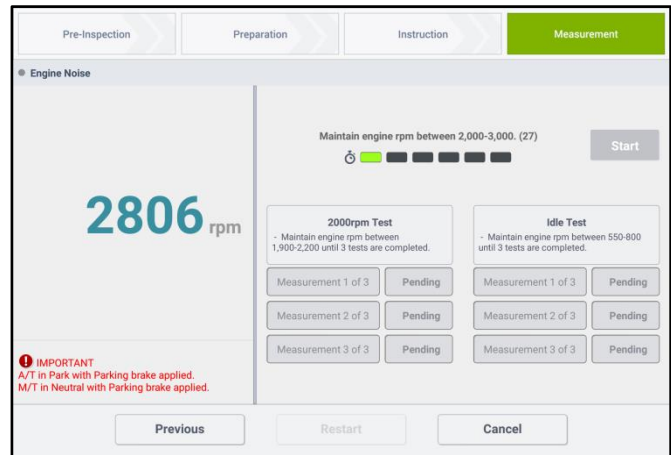 Pre-Inspection
Preparation
Instruction
Measurement
Engine Noise
Maintain engine rpm between 2,000-3,000. (27)
Start
2806 rpm
2000rpm Test
- Maintain engine rpm between
1,900-2,200 until 3 tests are completed.
Measurement 1 of 3 Pending
Measurement 2 of 3 Pending
Measurement 3 of 3 Pending
Idle Test
- Maintain engine rpm between 550-800
until 3 tests are completed.
Measurement 1 of 3 Pending
Measurement 2 of 3 Pending
Measurement 3 of 3 Pending
IMPORTANT
A/T in Park with Parking brake applied.
M/T in Neutral with Parking brake applied.
Previous
Restart
Cancel